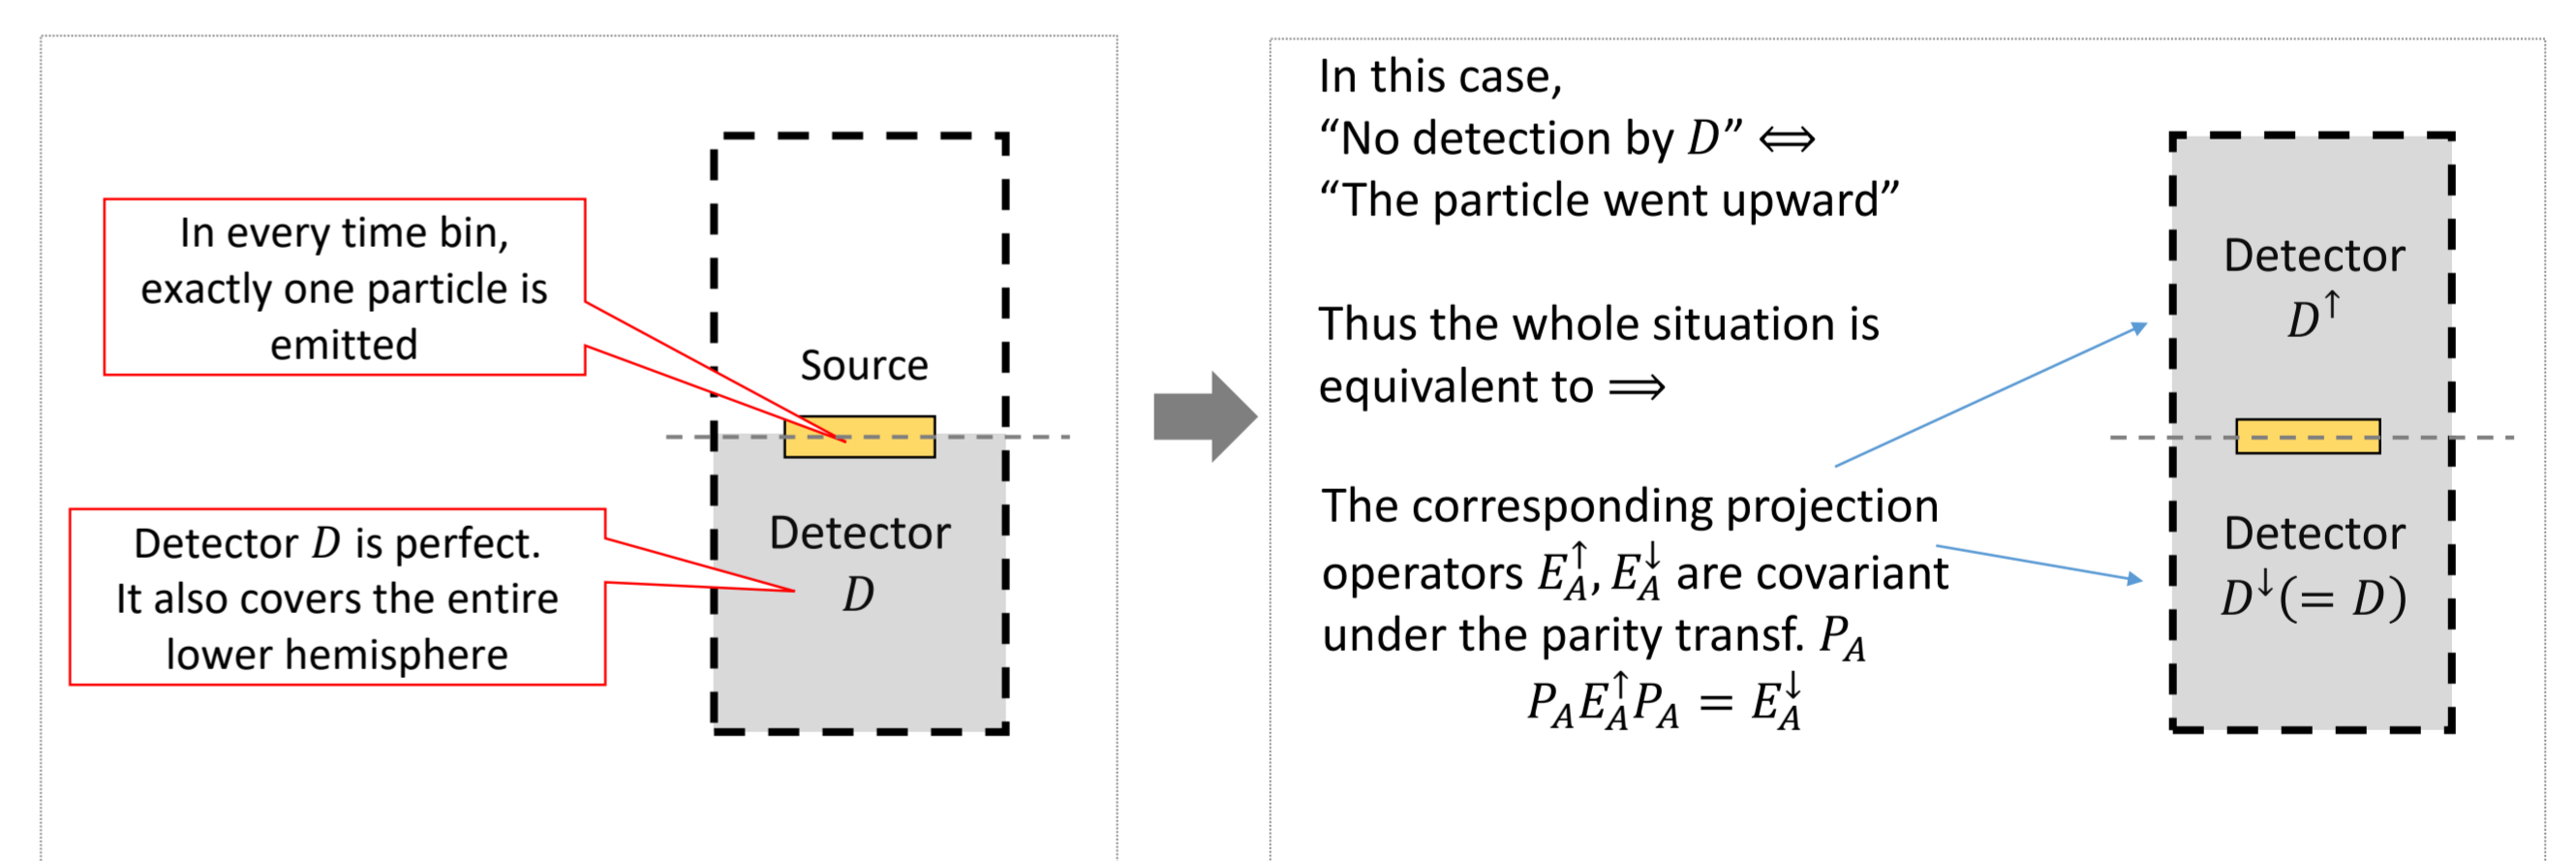 In every time bin,
exactly one particle is
emitted
Source
Detector D is perfect.
It also covers the entire
lower hemisphere
Detector
D
In this case,
“No detection by D” ⟺
“The particle went upward”
Thus the whole situation is
equivalent to ⟹
The corresponding projection
operators E_A^↑, E_A^↓ are covariant
under the parity transf. P_A
P_A E_A^↑ P_A = E_A^↓
Detector
D^↑
Detector
D^↓(= D)